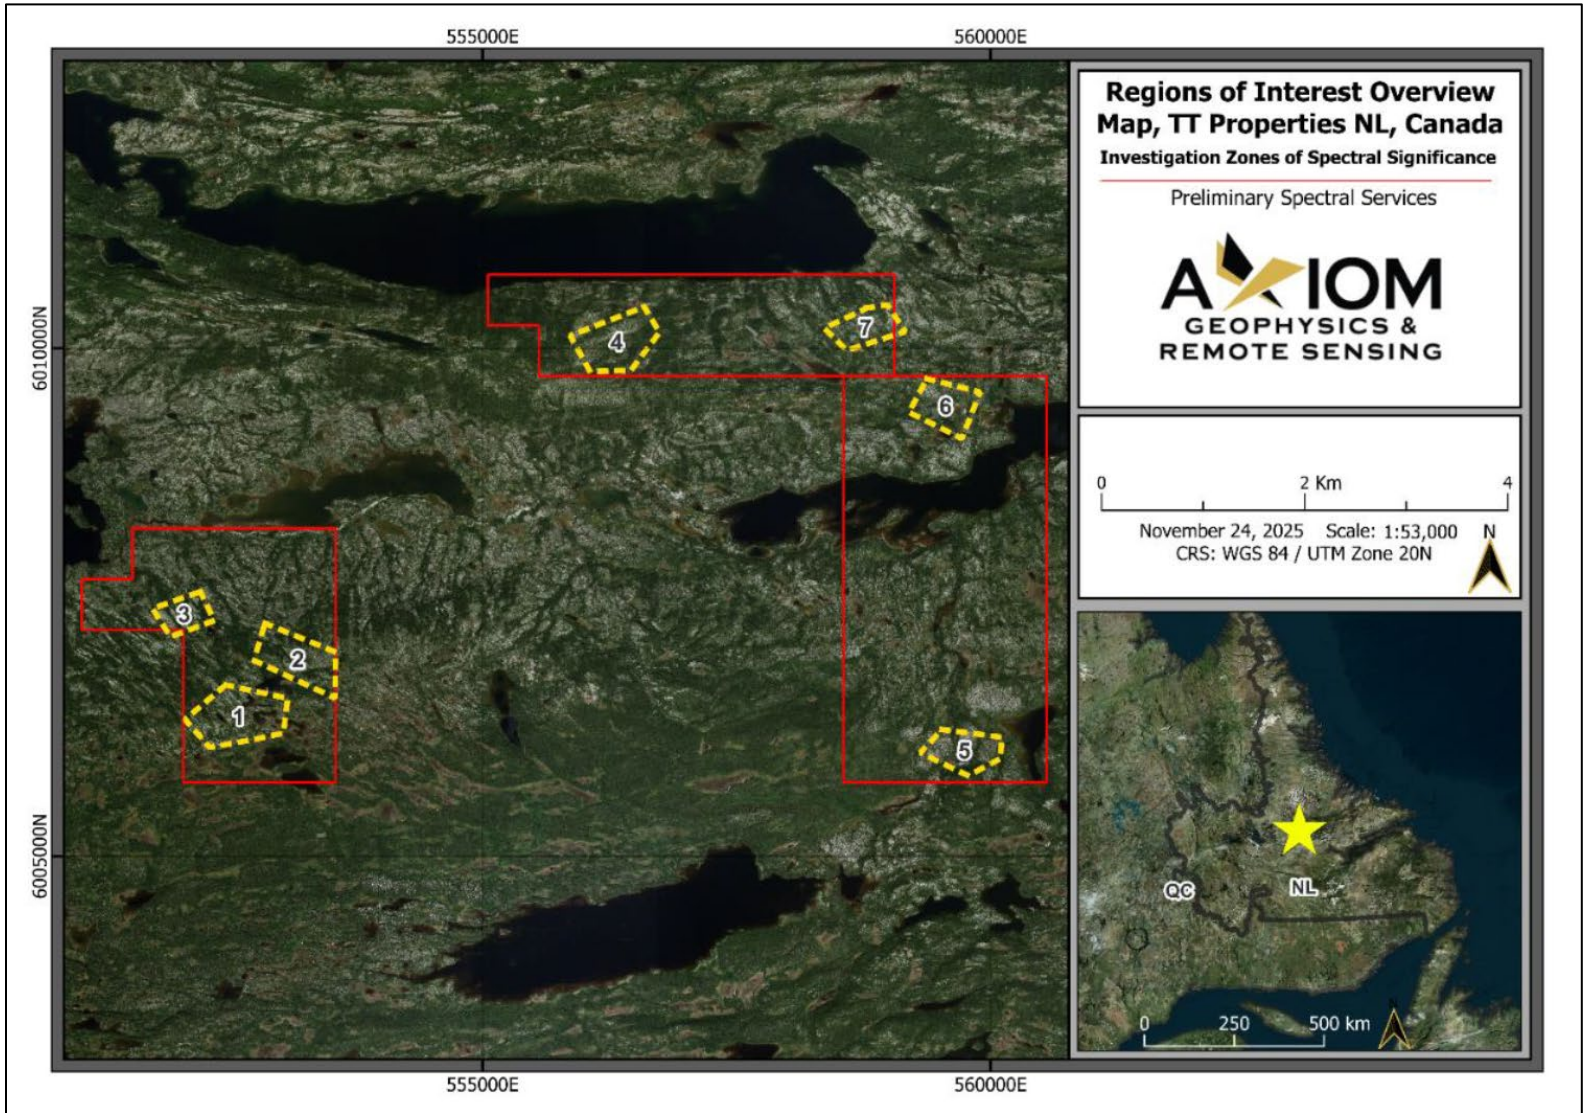 555000E
560000E
6010000N
6005000N
4
7
6
3
2
1
5
555000E
560000E
Regions of Interest Overview
Map, TT Properties NL, Canada
Investigation Zones of Spectral Significance
Preliminary Spectral Services
AXIOM
GEOPHYSICS &
REMOTE SENSING
0 2 Km 4
November 24, 2025 Scale: 1:53,000 N
CRS: WGS 84 / UTM Zone 20N
QC
NL
N
0 250 500 km